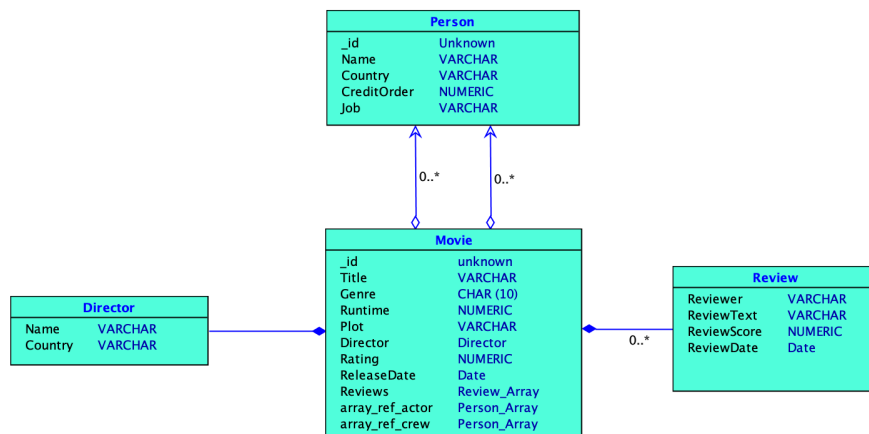 Person
_id Unknown
Name VARCHAR
Country VARCHAR
CreditOrder NUMERIC
Job VARCHAR
0..*
0..*
Movie
_id unknown
Title VARCHAR
Genre CHAR (10)
Runtime NUMERIC
Plot VARCHAR
Director Director
Rating NUMERIC
ReleaseDate Date
Reviews Review_Array
array_ref_actor Person_Array
array_ref_crew Person_Array
Director
Name VARCHAR
Country VARCHAR
0..*
Review
Reviewer VARCHAR
ReviewText VARCHAR
ReviewScore NUMERIC
ReviewDate Date